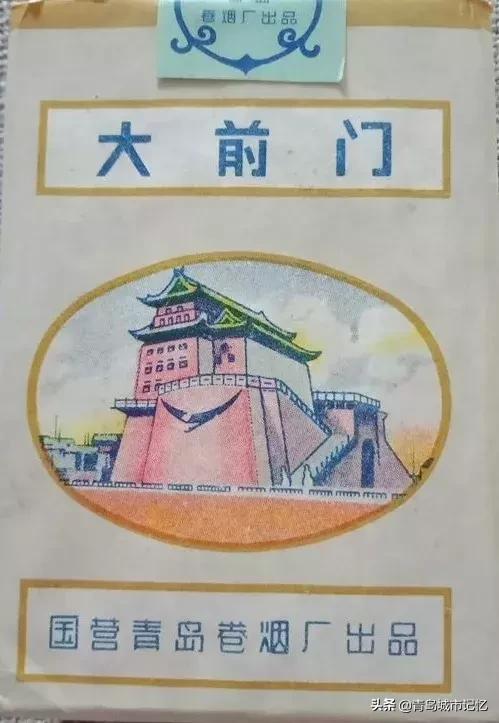 卷烟厂出品
大前门
国营青岛卷烟厂出品
头条 @青岛城市记忆